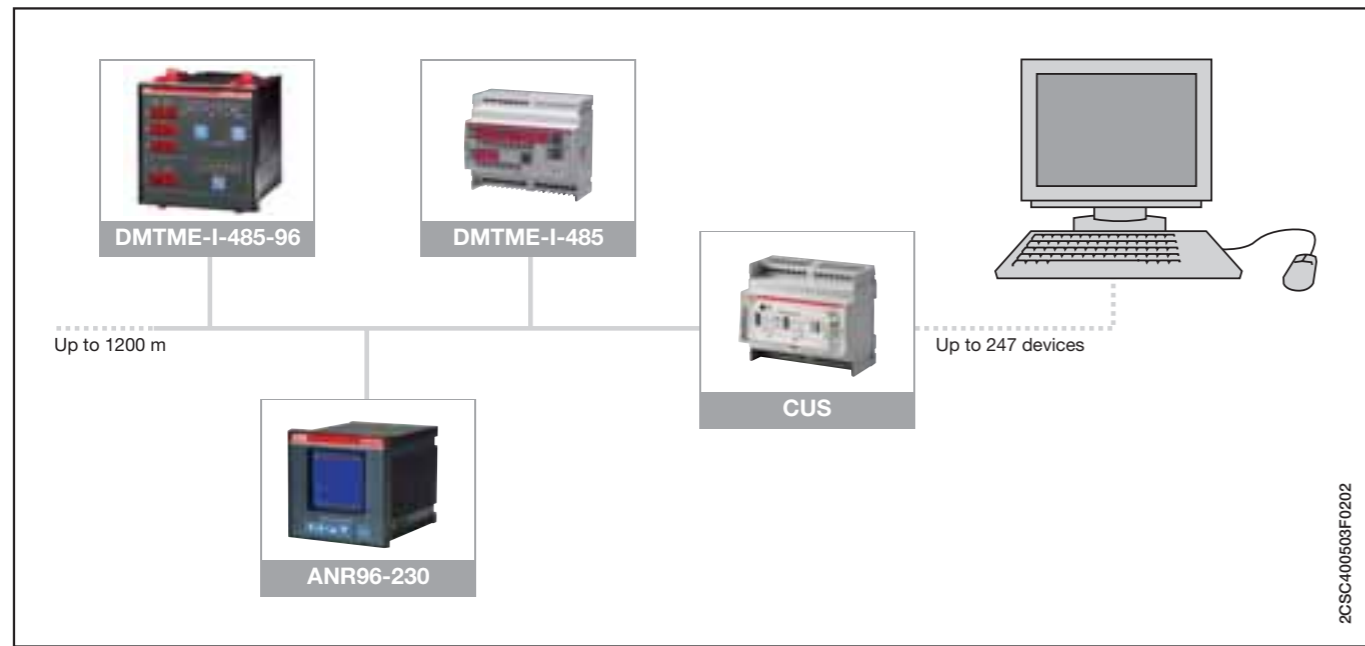 DMTME-I-485-96
DMTME-I-485
Up to 1200 m
CUS
Up to 247 devices
ANR96-230
2CSC400503F0202